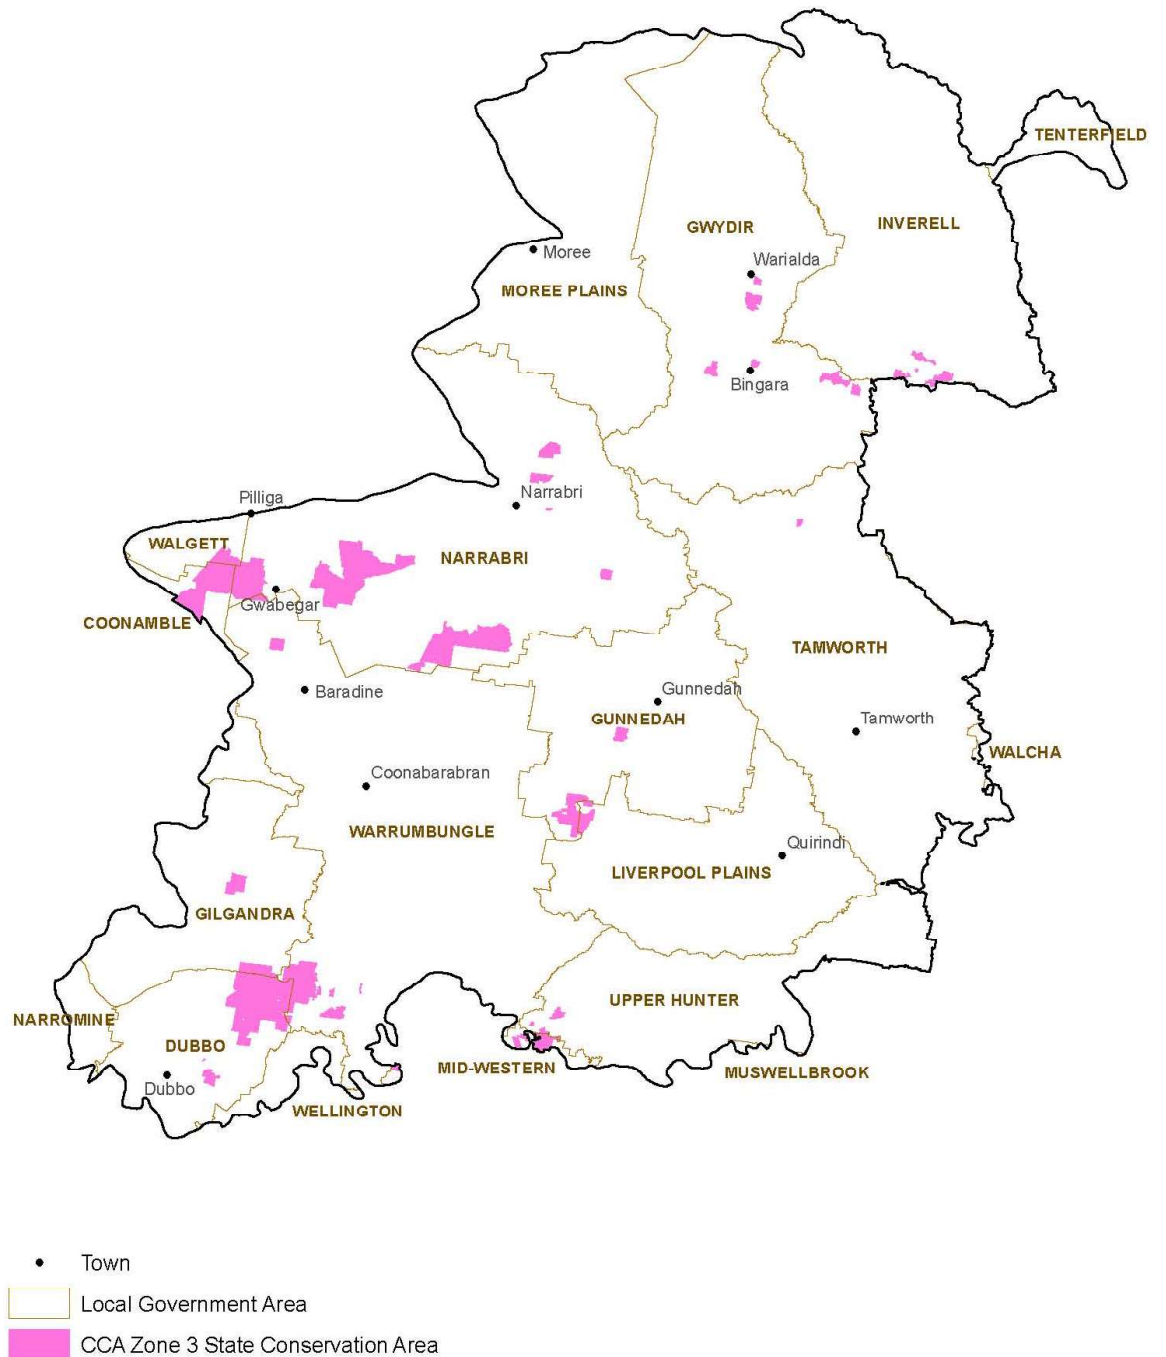 TENTERFIELD
INVERELL
GWYDIR
Moree
Warialda
MOREE PLAINS
Bingara
Narrabri
Pilliga
WALGETT
NARRABRI
Gwabegar
COONAMBLE
TAMWORTH
Baradine
Gunnedah
GUNNEDAH
Tamworth
WALCHA
Coonabarabran
WARRUMBUNGLE
Quirindi
LIVERPOOL PLAINS
GILGANDRA
UPPER HUNTER
NARROMINE
DUBBO
MID-WESTERN
MUSWELLBROOK
Dubbo
WELLINGTON
Town
Local Government Area
CCA Zone 3 State Conservation Area